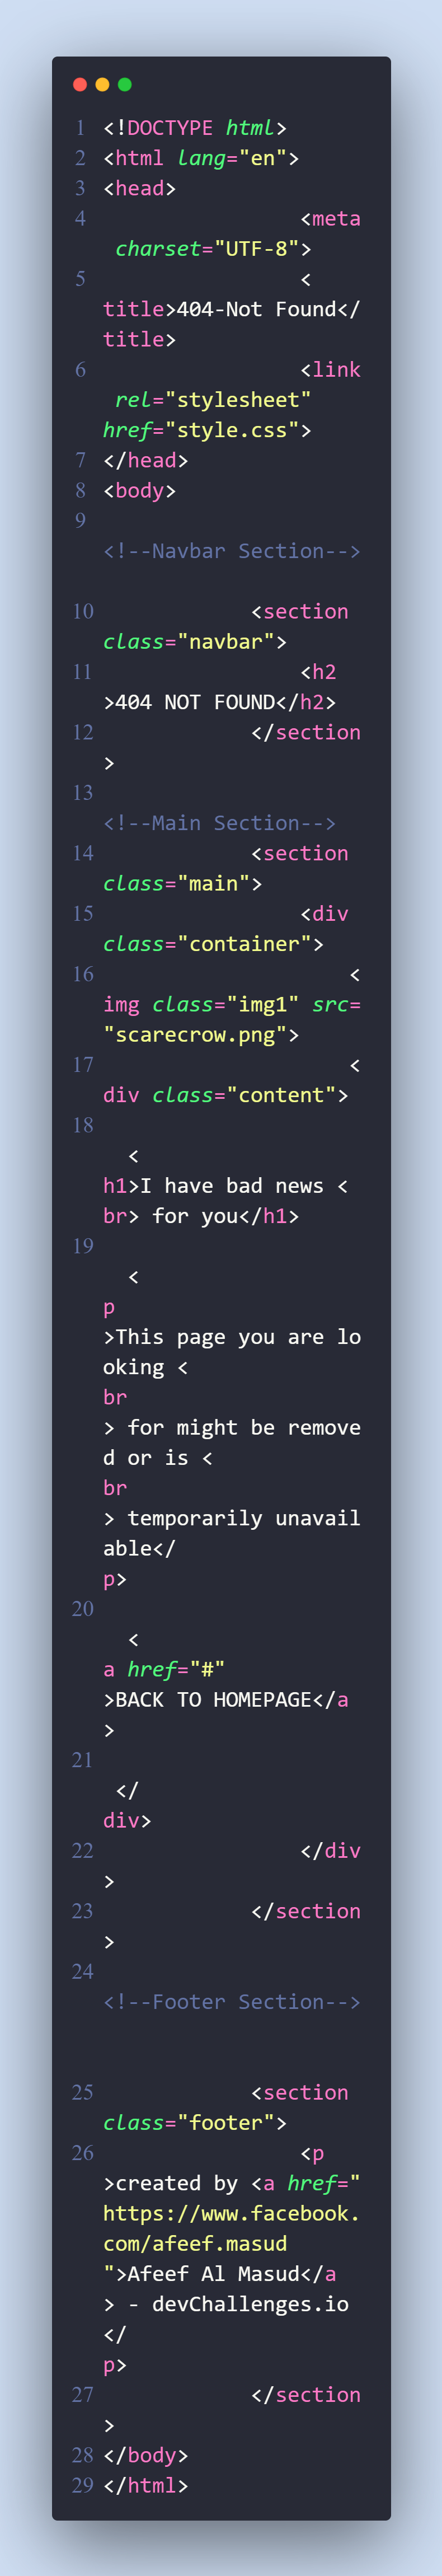 1 <!DOCTYPE html>
2 <html lang="en">
3 <head>
4 <meta
charset="UTF-8">
5 <
title>404-Not Found</
title>
6 <link
rel="stylesheet"
href="style.css">
7 </head>
8 <body>
9
<!--Navbar Section-->
10 <section
class="navbar">
11 <h2
>404 NOT FOUND</h2>
12 </section
>
13
<!--Main Section-->
14 <section
class="main">
15 <div
class="container">
16 <
img class="img1" src=
"scarecrow.png">
17 <
div class="content">
18
<
h1>I have bad news <
br> for you</h1>
19
<
p
>This page you are lo
oking <
br
> for might be remove
d or is <
br
> temporarily unavail
able</
p>
20
<
a href="#"
>BACK TO HOMEPAGE</a
>
21
</
div>
22 </div
>
23 </section
>
24
<!--Footer Section-->
25 <section
class="footer">
26 <p
>created by <a href="
https://www.facebook.
com/afeef.masud
">Afeef Al Masud</a
> - devChallenges.io
</
p>
27 </section
>
28 </body>
29 </html>